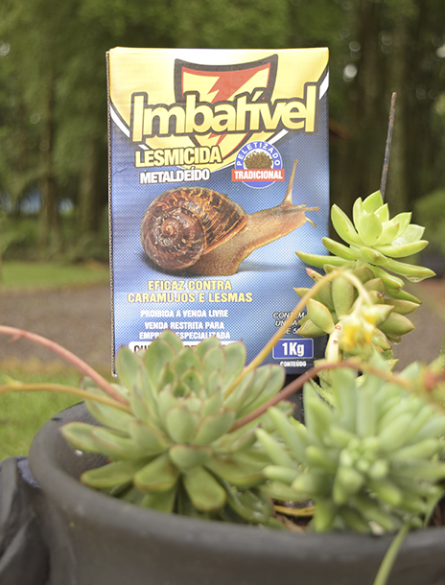 Imbatível
LESMICIDA
METALDEÍDO
PELETIZADO
TRADICIONAL
EFICAZ CONTRA
CARAMUJOS E LESMAS
PROIBIDA A VENDA LIVRE
VENDA RESTRITA PARA
EMPRESA ESPECIALIZADA
1Kg
CONTEÚDO